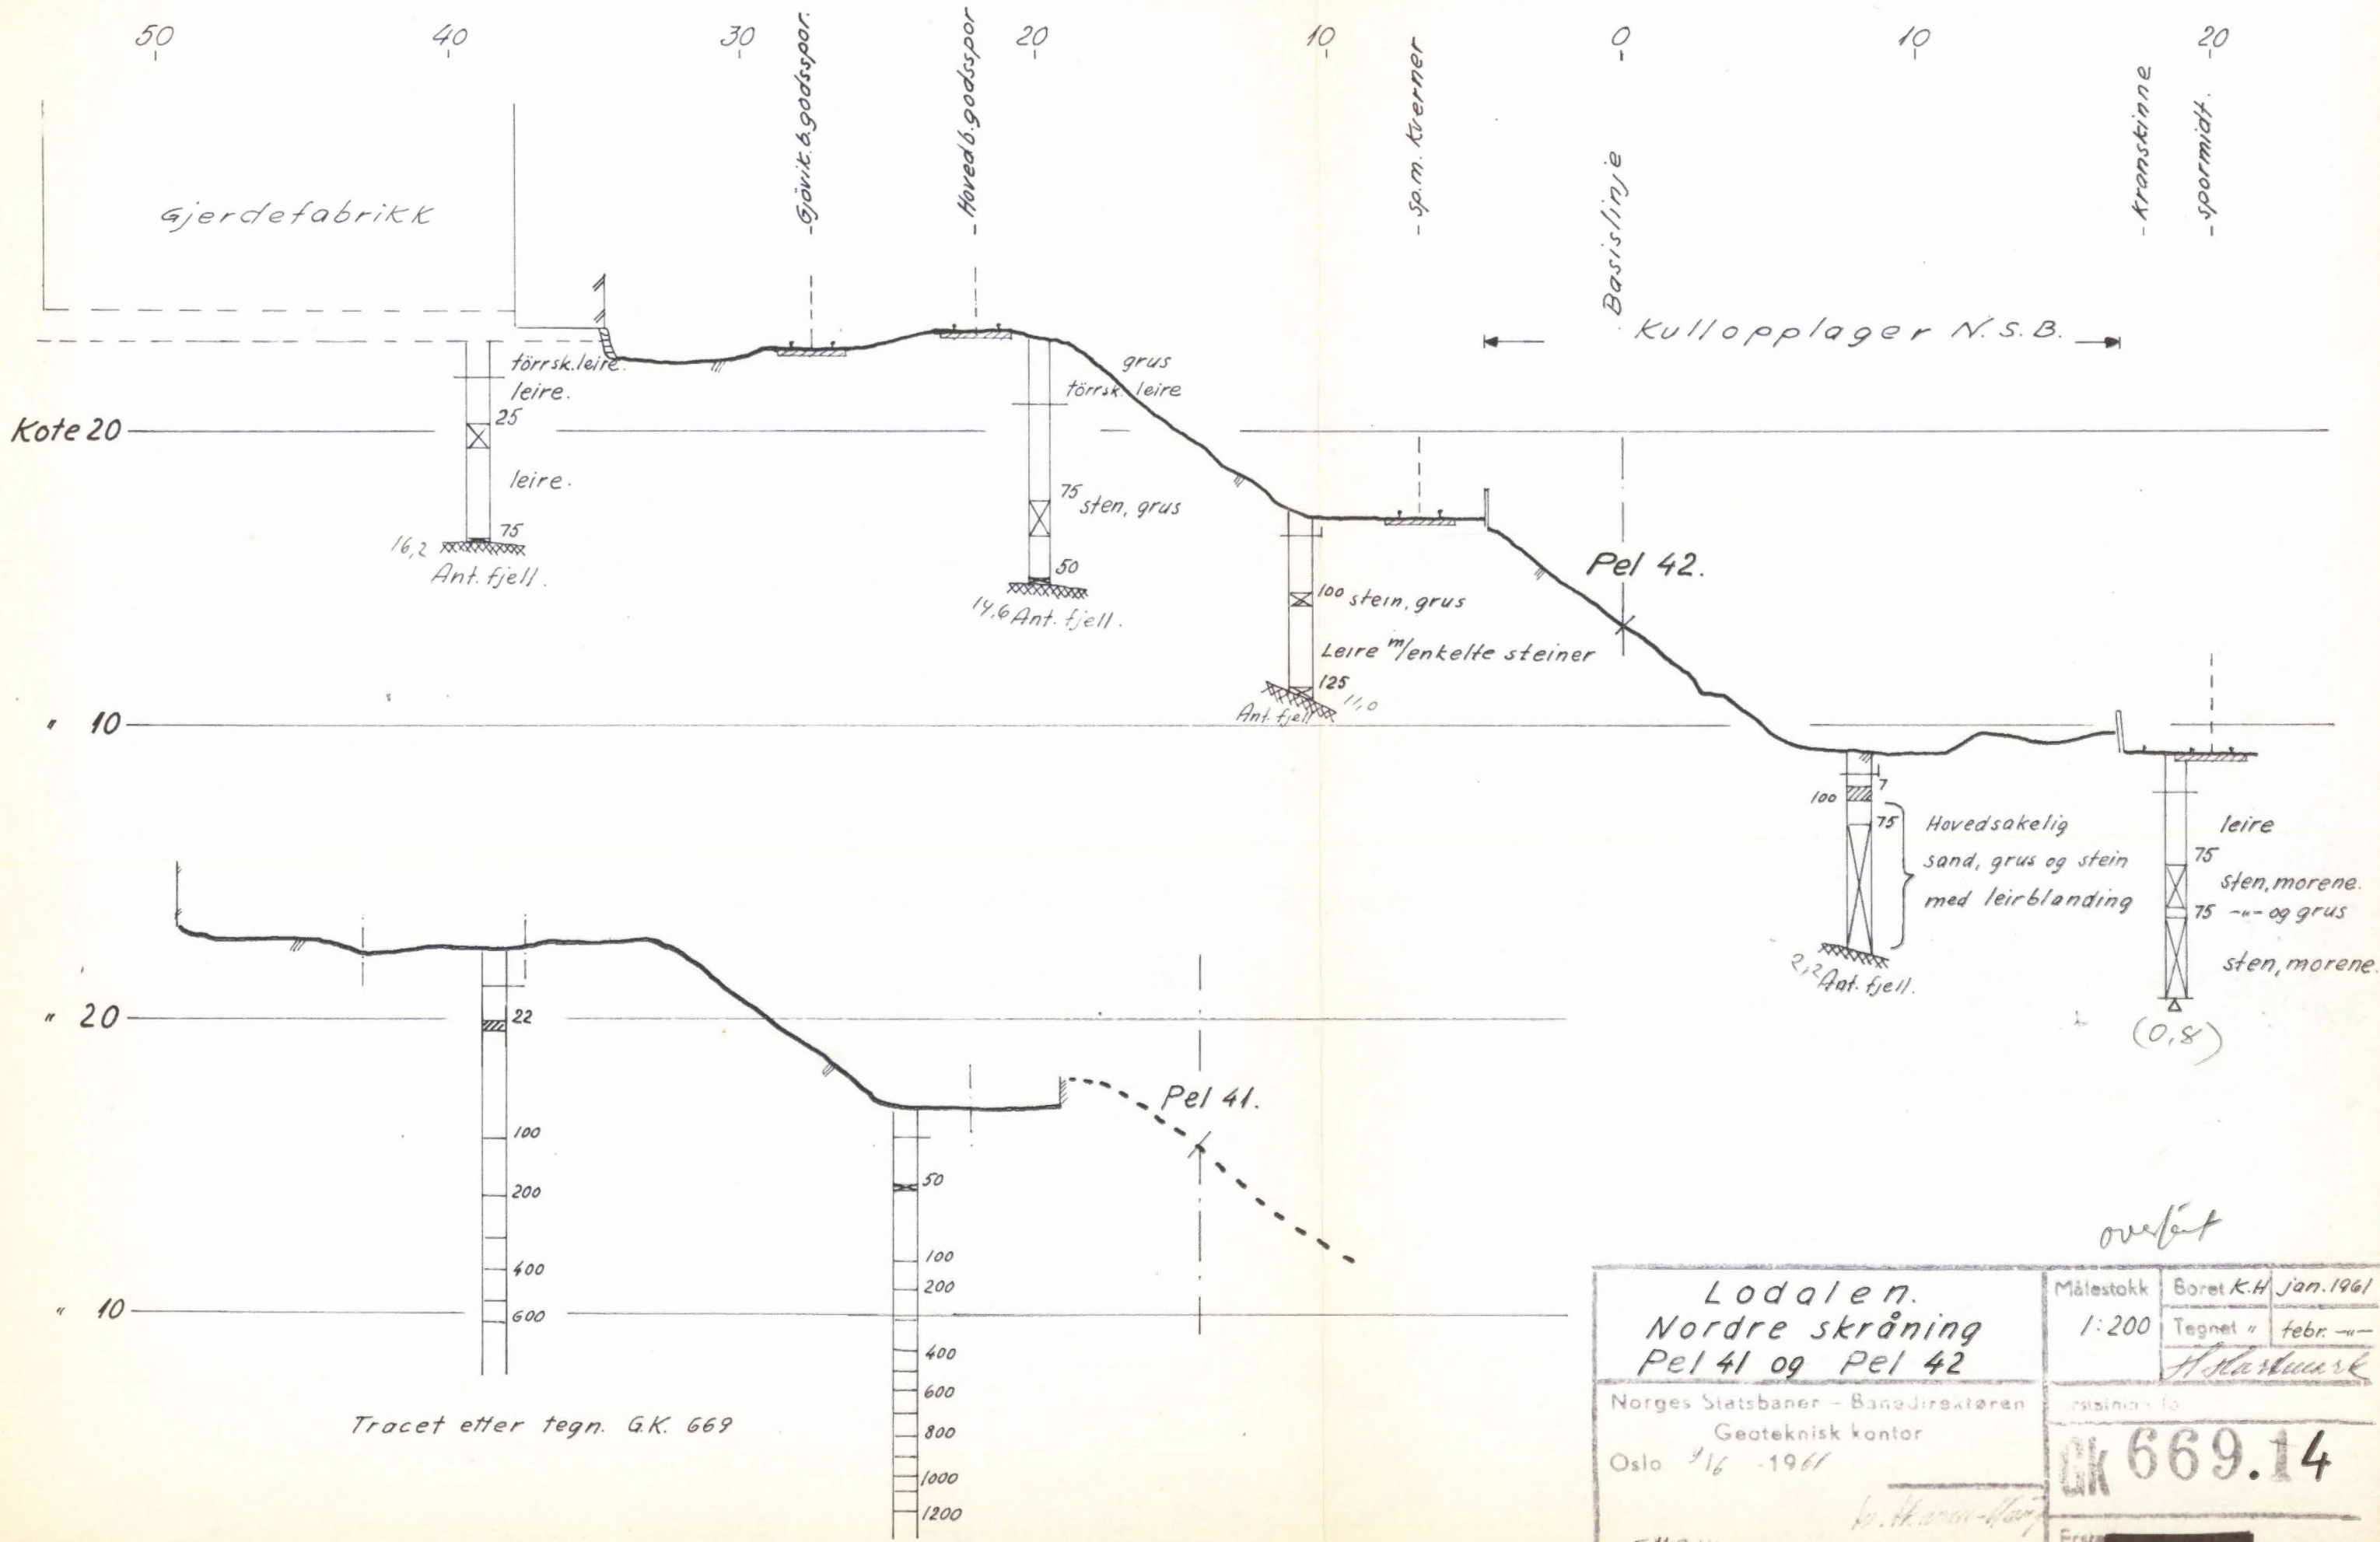 50 40 30 20 10 0 10 20
Gjövik.b.godsspor.
Hovedb.godsspor
sp.m. Kverner
Basislinje
kranskinne
spormidt.
Gjerdefabrikk
Kullopplager N.S.B.
törrsk.leire.
leire.
25
leire.
75
16,2
Ant. fjell.
grus
törrsk. leire
75 sten, grus
50
14,6 Ant. fjell.
Kote 20
100 stein, grus
Leire m/enkelte steiner
125
11,0
Ant. fjell
Pel 42.
" 10
7
100
75
Hovedsakelig
sand, grus og stein
med leirblanding
2,2 Ant. fjell.
leire
75
sten, morene.
75 -"- og grus
sten, morene.
(0,8)
" 20
22
100
200
400
600
Pel 41.
50
100
200
400
600
800
1000
1200
" 10
Tracet etter tegn. G.K. 669
overført
Lodalen.
Nordre skråning
Pel 41 og Pel 42
Målestokk
1:200
Boret K.H jan. 1961
Tegnet " febr. -"-
H Hartmark
Norges Statsbaner - Banedirektøren
Geoteknisk kontor
Oslo 9/6 -1961
Gk 669.14